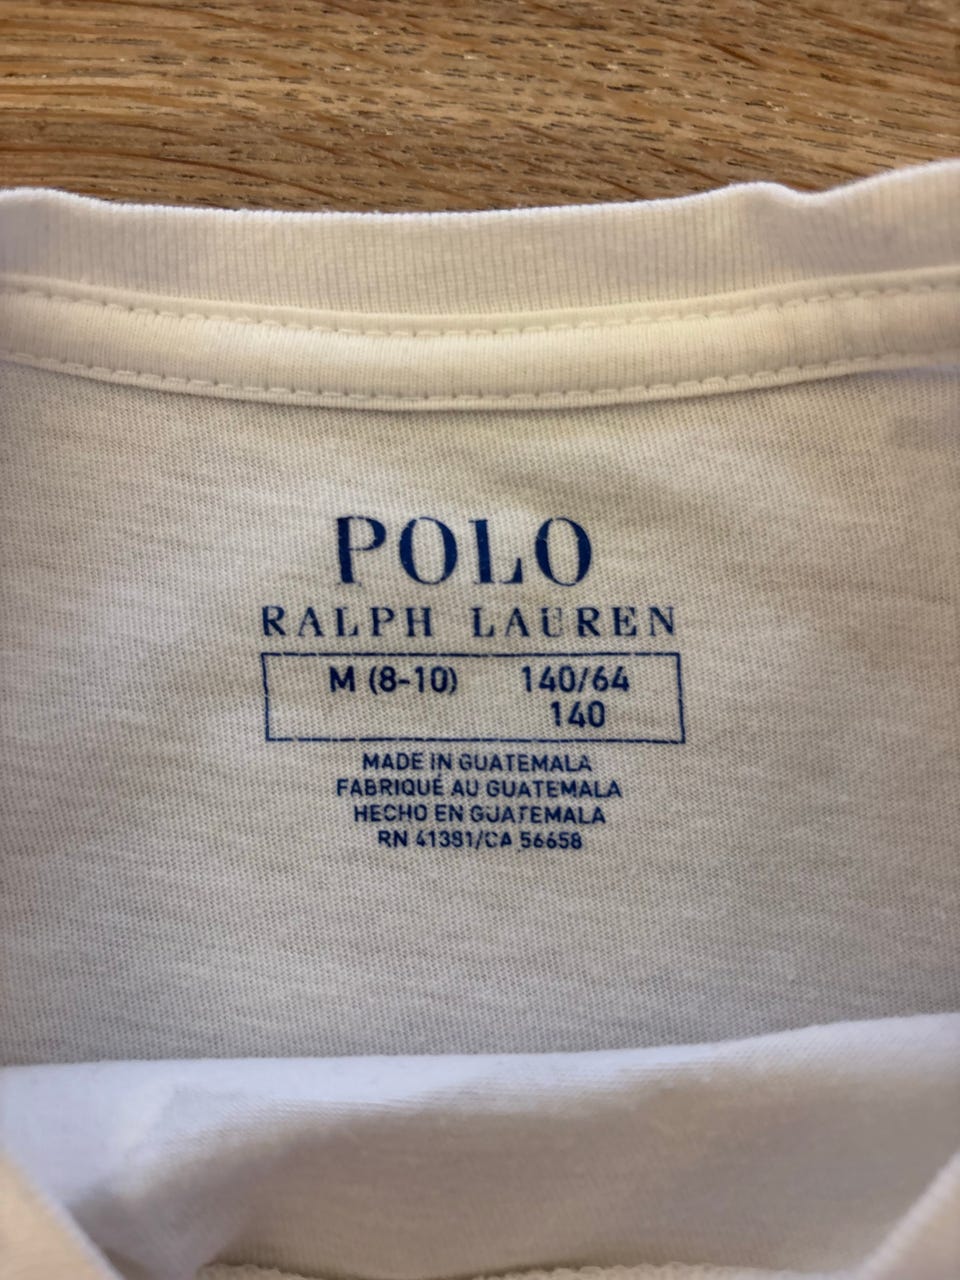 POLO
RALPH LAUREN
M (8-10) 140/64
140
MADE IN GUATEMALA
FABRIQUÉ AU GUATEMALA
HECHO EN GUATEMALA
RN 41381/CA 56658